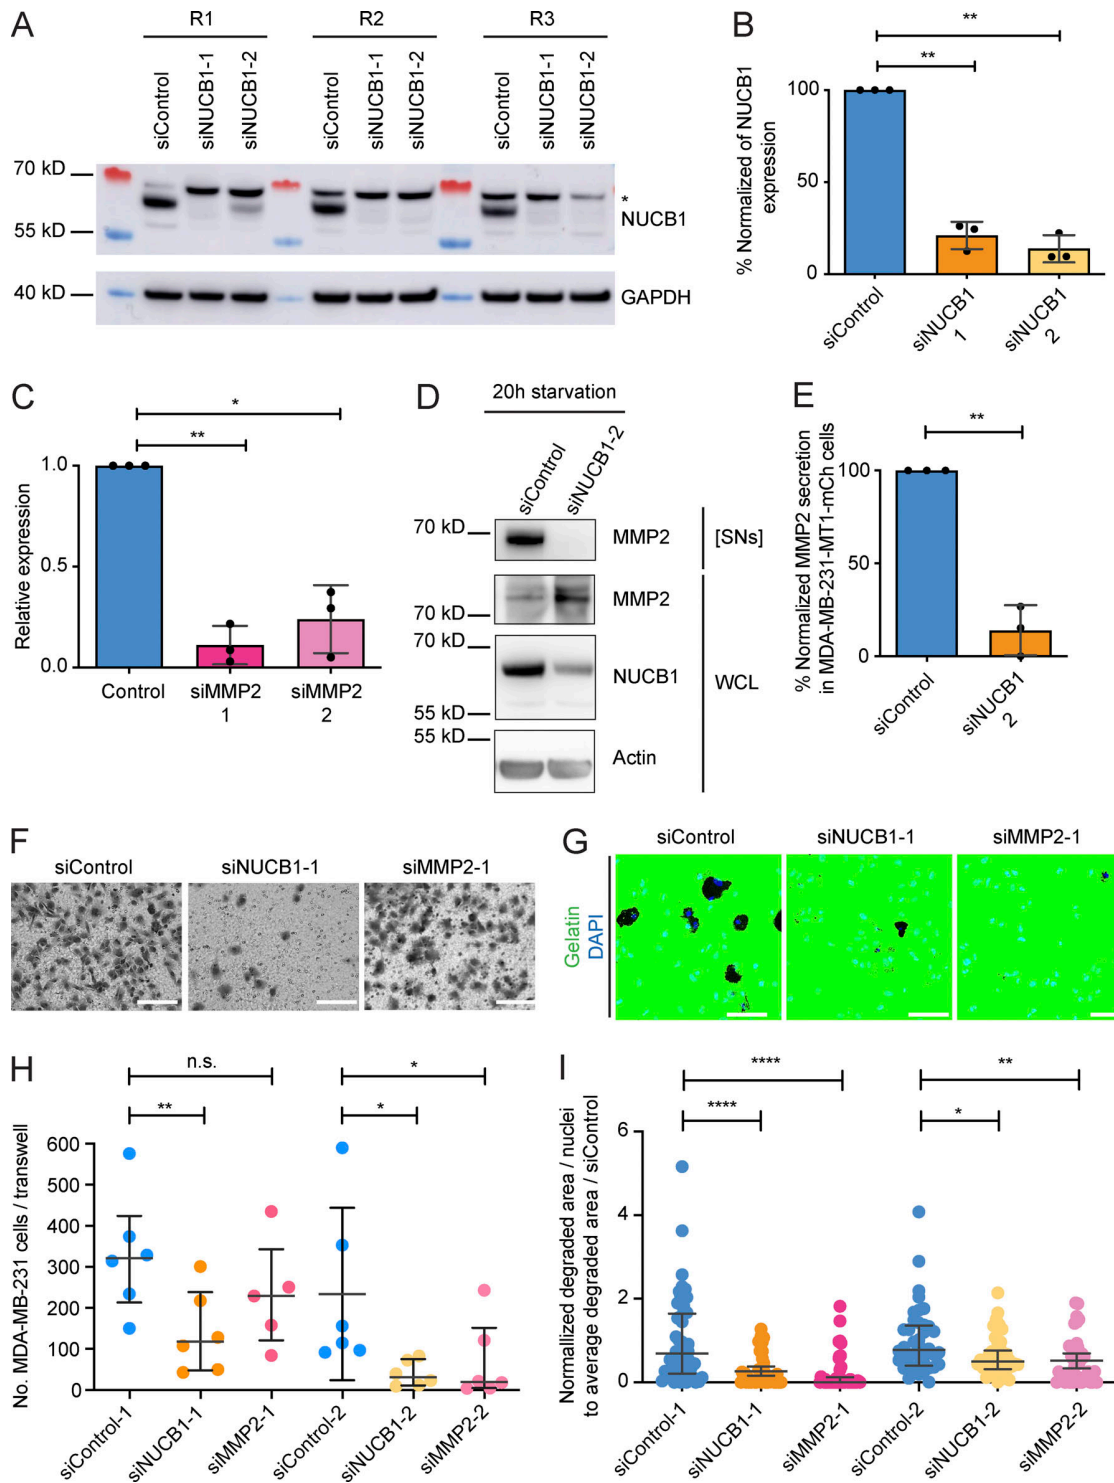 A
R1
R2
R3
siControl
siNUCB1-1
siNUCB1-2
siControl
siNUCB1-1
siNUCB1-2
siControl
siNUCB1-1
siNUCB1-2
70 kD
*
NUCB1
55 kD
40 kD
GAPDH
B
**
**
% Normalized of NUCB1
expression
100
50
0
siControl
siNUCB1
1
siNUCB1
2
C
*
**
Relative expression
1.0
0.5
0.0
Control
siMMP2
1
siMMP2
2
D
20h starvation
siControl
siNUCB1-2
70 kD
MMP2
[SNs]
MMP2
70 kD
70 kD
NUCB1
WCL
55 kD
55 kD
Actin
E
**
% Normalized MMP2 secretion
in MDA-MB-231-MT1-mCh cells
100
50
0
siControl
siNUCB1
2
F
siControl
siNUCB1-1
siMMP2-1
G
siControl
siNUCB1-1
siMMP2-1
Gelatin
DAPI
H
n.s.
*
**
*
No. MDA-MB-231 cells / transwell
600
500
400
300
200
100
0
siControl-1
siNUCB1-1
siMMP2-1
siControl-2
siNUCB1-2
siMMP2-2
I
****
**
****
*
Normilized degraded area / nuclei
to average degraded area / siControl
6
4
2
0
siControl-1
siNUCB1-1
siMMP2-1
siControl-2
siNUCB1-2
siMMP2-2